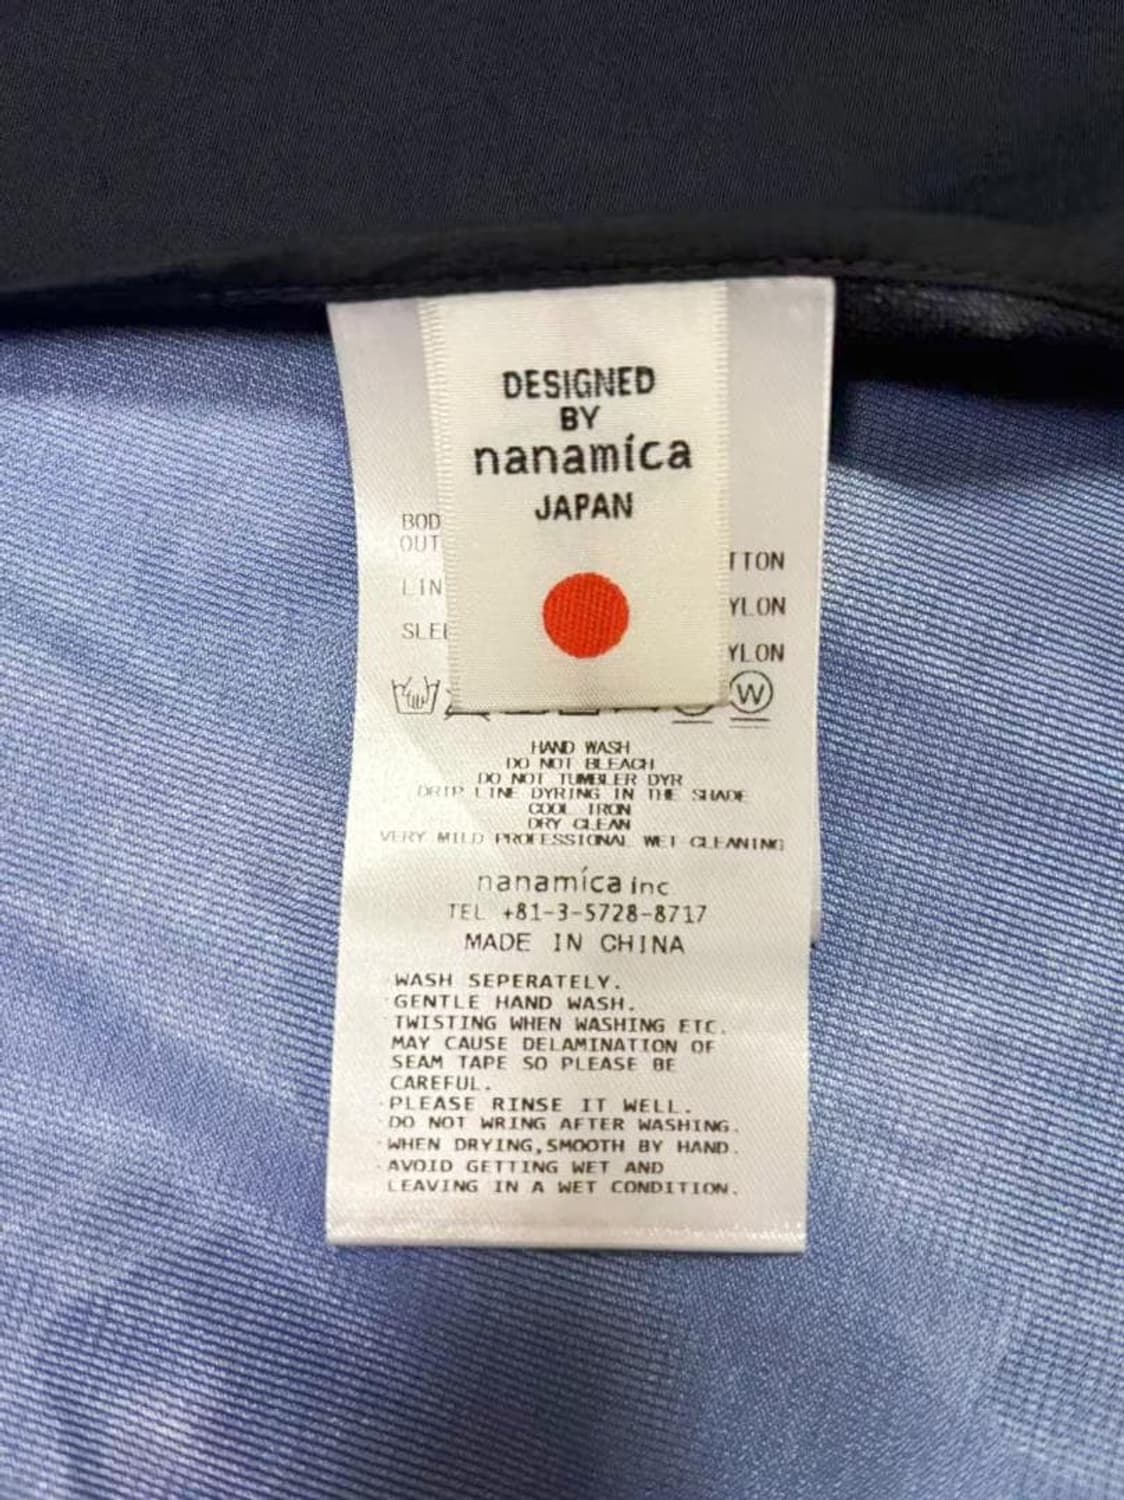 DESIGNED
BY
nanamíca
JAPAN
BOD
OUT
TTON
LIN
YLON
SLEE
YLON
W
HAND WASH
DO NOT BLEACH
DO NOT TUMBLER DYR
DRIP LINE DYRING IN THE SHADE
COOL IRON
DRY CLEAN
VERY MILD PROFESSIONAL WET CLEANING
nanamíca inc
TEL +81-3-5728-8717
MADE IN CHINA
·WASH SEPERATELY.
·GENTLE HAND WASH.
·TWISTING WHEN WASHING ETC.
MAY CAUSE DELAMINATION OF
SEAM TAPE SO PLEASE BE
CAREFUL.
·PLEASE RINSE IT WELL.
·DO NOT WRING AFTER WASHING.
·WHEN DRYING,SMOOTH BY HAND.
·AVOID GETTING WET AND
LEAVING IN A WET CONDITION.